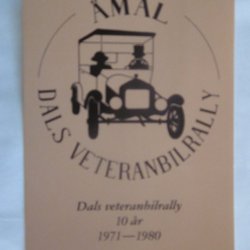 ÅMÅL
DALS VETERANBILRALLY
Dals veteranbilrally
10 år
1971—1980